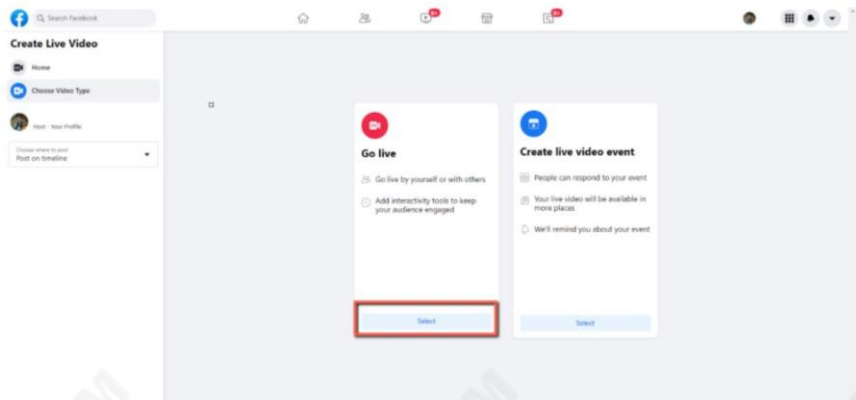 Search Facebook
9+
9+
Create Live Video
Home
Choose Video Type
Host - Your Profile
Choose where to post
Post on timeline
Go live
Go live by yourself or with others
Add interactivity tools to keep
your audience engaged
Select
Create live video event
People can respond to your event
Your live video will be available in
more places
We'll remind you about your event
Select